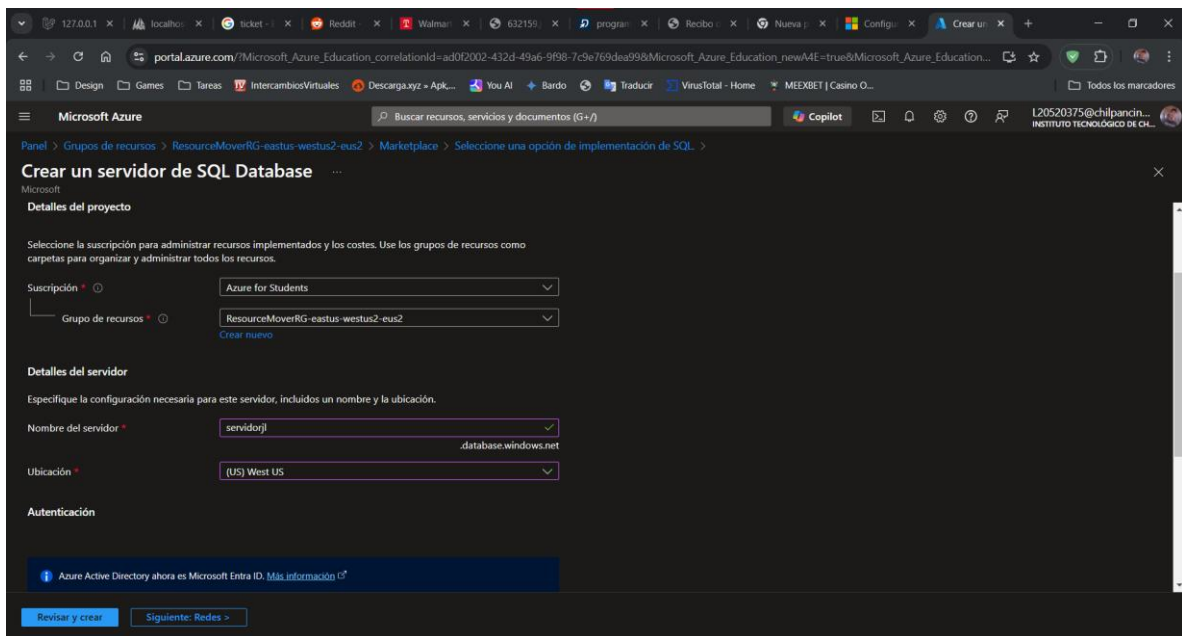 127.0.0.1
localhos
ticket - i
Reddit -
Walmar
632159
program
Recibo
Nueva p
Configu
Crear un
portal.azure.com/?Microsoft_Azure_Education_correlationId=ad0f2002-432d-49a6-9f98-7c9e769dea998&Microsoft_Azure_Education_newA4E=true&Microsoft_Azure_Education...
Design Games Tareas IntercambiosVirtuales Descarga.xyz » Apk,... You AI Bardo Traducir VirusTotal - Home MEEXBET | Casino O... Todos los marcadores
Microsoft Azure Buscar recursos, servicios y documentos (G+/) Copilot L20520375@chilpancin...
INSTITUTO TECNOLÓGICO DE CH...
Panel > Grupos de recursos > ResourceMoverRG-eastus-westus2-eus2 > Marketplace > Seleccione una opción de implementación de SQL >
Crear un servidor de SQL Database ...
Microsoft
Detalles del proyecto
Seleccione la suscripción para administrar recursos implementados y los costes. Use los grupos de recursos como
carpetas para organizar y administrar todos los recursos.
Suscripción * Azure for Students
Grupo de recursos * ResourceMoverRG-eastus-westus2-eus2
Crear nuevo
Detalles del servidor
Especifique la configuración necesaria para este servidor, incluidos un nombre y la ubicación.
Nombre del servidor * servidorjl
.database.windows.net
Ubicación * (US) West US
Autenticación
Azure Active Directory ahora es Microsoft Entra ID. Más información
Revisar y crear Siguiente: Redes >